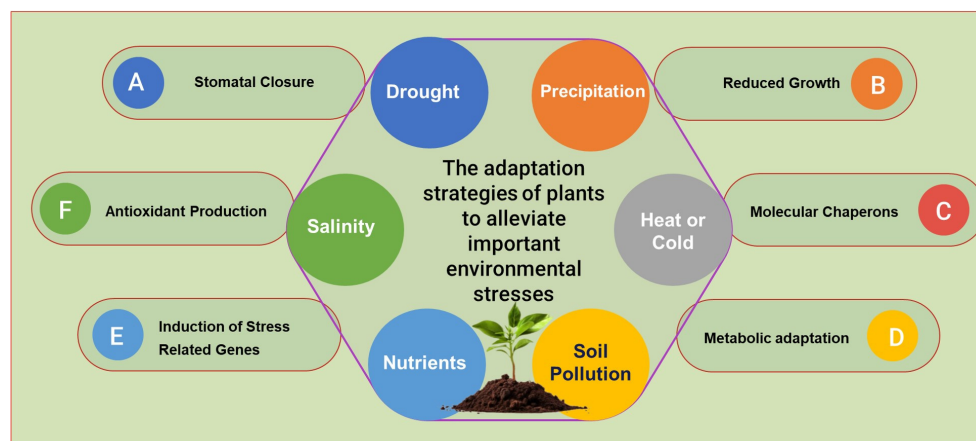 A
Stomatal Closure
Drought
Precipitation
Reduced Growth
B
F
Antioxidant Production
Salinity
The adaptation
strategies of plants
to alleviate
important
environmental
stresses
Heat or
Cold
Molecular Chaperons
C
E
Induction of Stress
Related Genes
Nutrients
Soil
Pollution
Metabolic adaptation
D